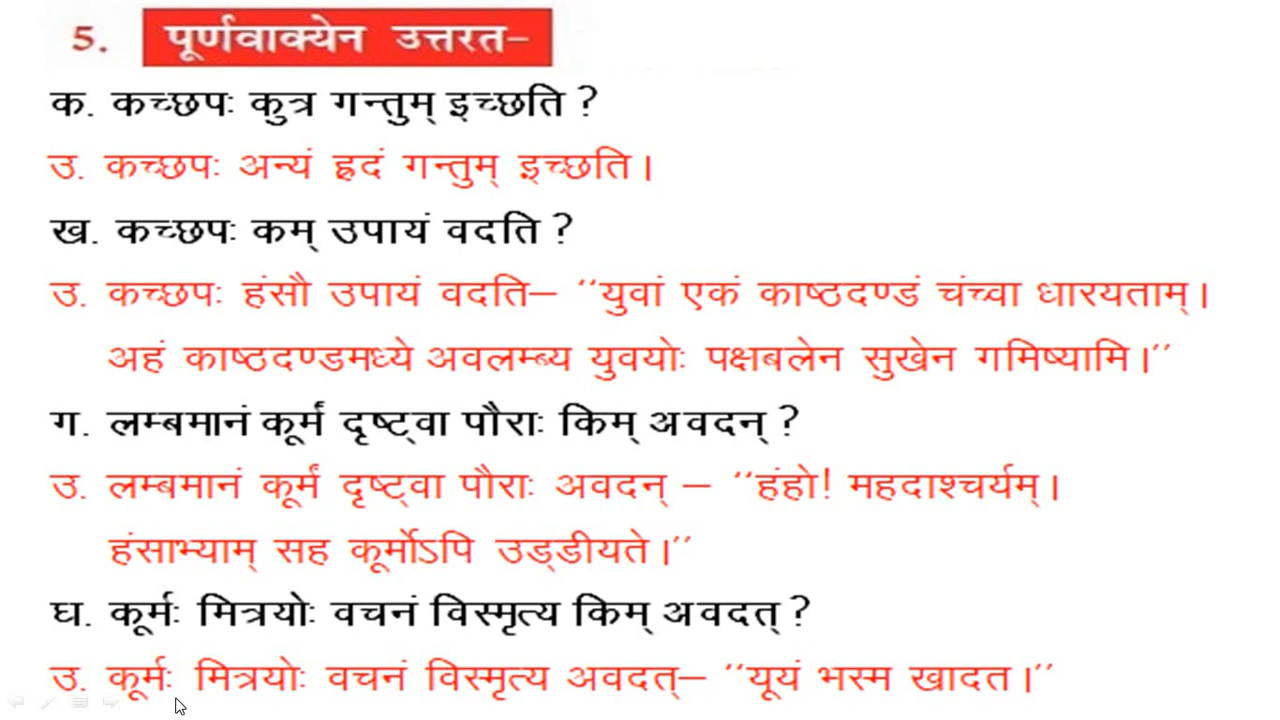 5. पूर्णवाक्येन उत्तरत–
क. कच्छपः कुत्र गन्तुम् इच्छति ?
उ. कच्छपः अन्यं ह्रदं गन्तुम् इच्छति।
ख. कच्छपः कम् उपायं वदति ?
उ. कच्छपः हंसौ उपायं वदति– ‘‘युवां एकं काष्ठदण्डं चंच्वा धारयताम्।
अहं काष्ठदण्डमध्ये अवलम्ब्य युवयोः पक्षबलेन सुखेन गमिष्यामि।’’
ग. लम्बमानं कूर्मं दृष्ट्वा पौराः किम् अवदन् ?
उ. लम्बमानं कूर्मं दृष्ट्वा पौराः अवदन् – ‘‘हंहो! महदाश्चर्यम्।
हंसाभ्याम् सह कूर्मोऽपि उड्डीयते।’’
घ. कूर्मः मित्रयोः वचनं विस्मृत्य किम् अवदत् ?
उ. कूर्मः मित्रयोः वचनं विस्मृत्य अवदत्– ‘‘यूयं भस्म खादत।’’